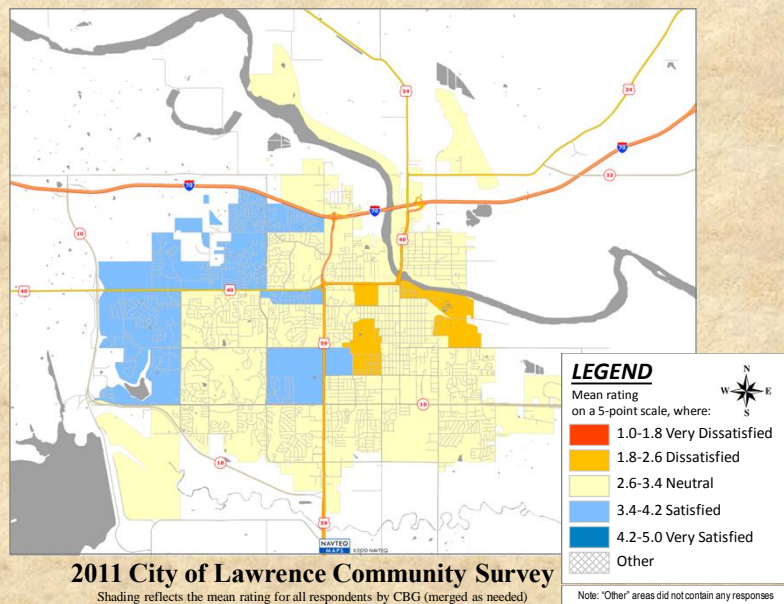 24
24
70
32
70
70
10
40
40
40
59
10
10
59
NAVTEQ
MAPS
©2010 NAVTEQ
LEGEND
Mean rating
on a 5-point scale, where:
N
W E
S
1.0-1.8 Very Dissatisfied
1.8-2.6 Dissatisfied
2.6-3.4 Neutral
3.4-4.2 Satisfied
4.2-5.0 Very Satisfied
Other
2011 City of Lawrence Community Survey
Shading reflects the mean rating for all respondents by CBG (merged as needed)
Note: "Other" areas did not contain any responses